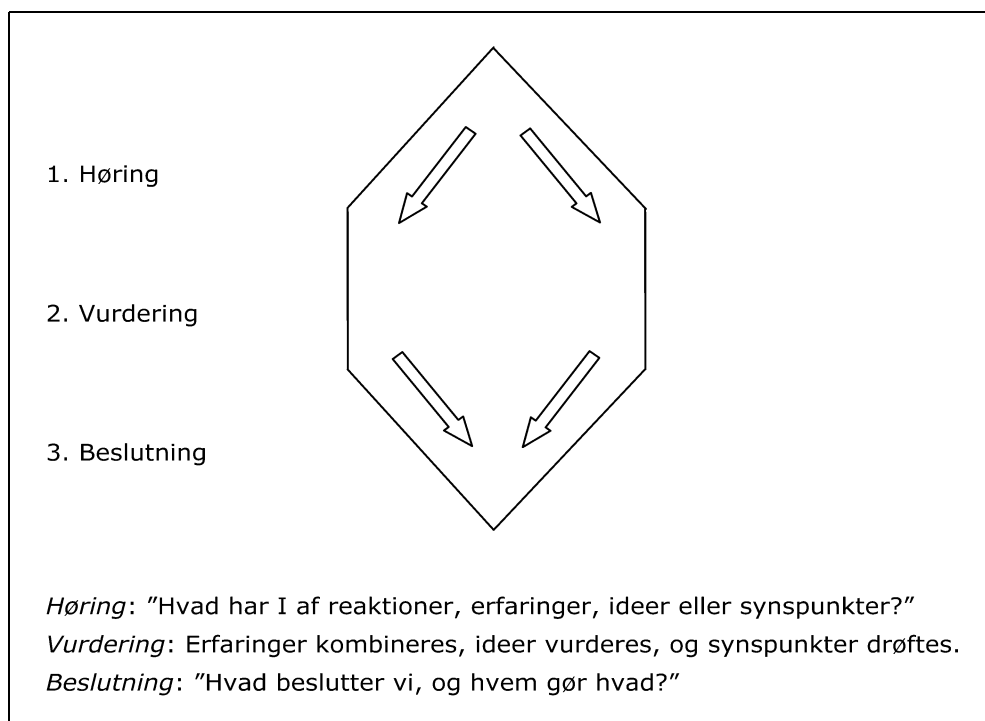 1. Høring
2. Vurdering
3. Beslutning
Høring: ”Hvad har I af reaktioner, erfaringer, ideer eller synspunkter?”
Vurdering: Erfaringer kombineres, ideer vurderes, og synspunkter drøftes.
Beslutning: ”Hvad beslutter vi, og hvem gør hvad?”